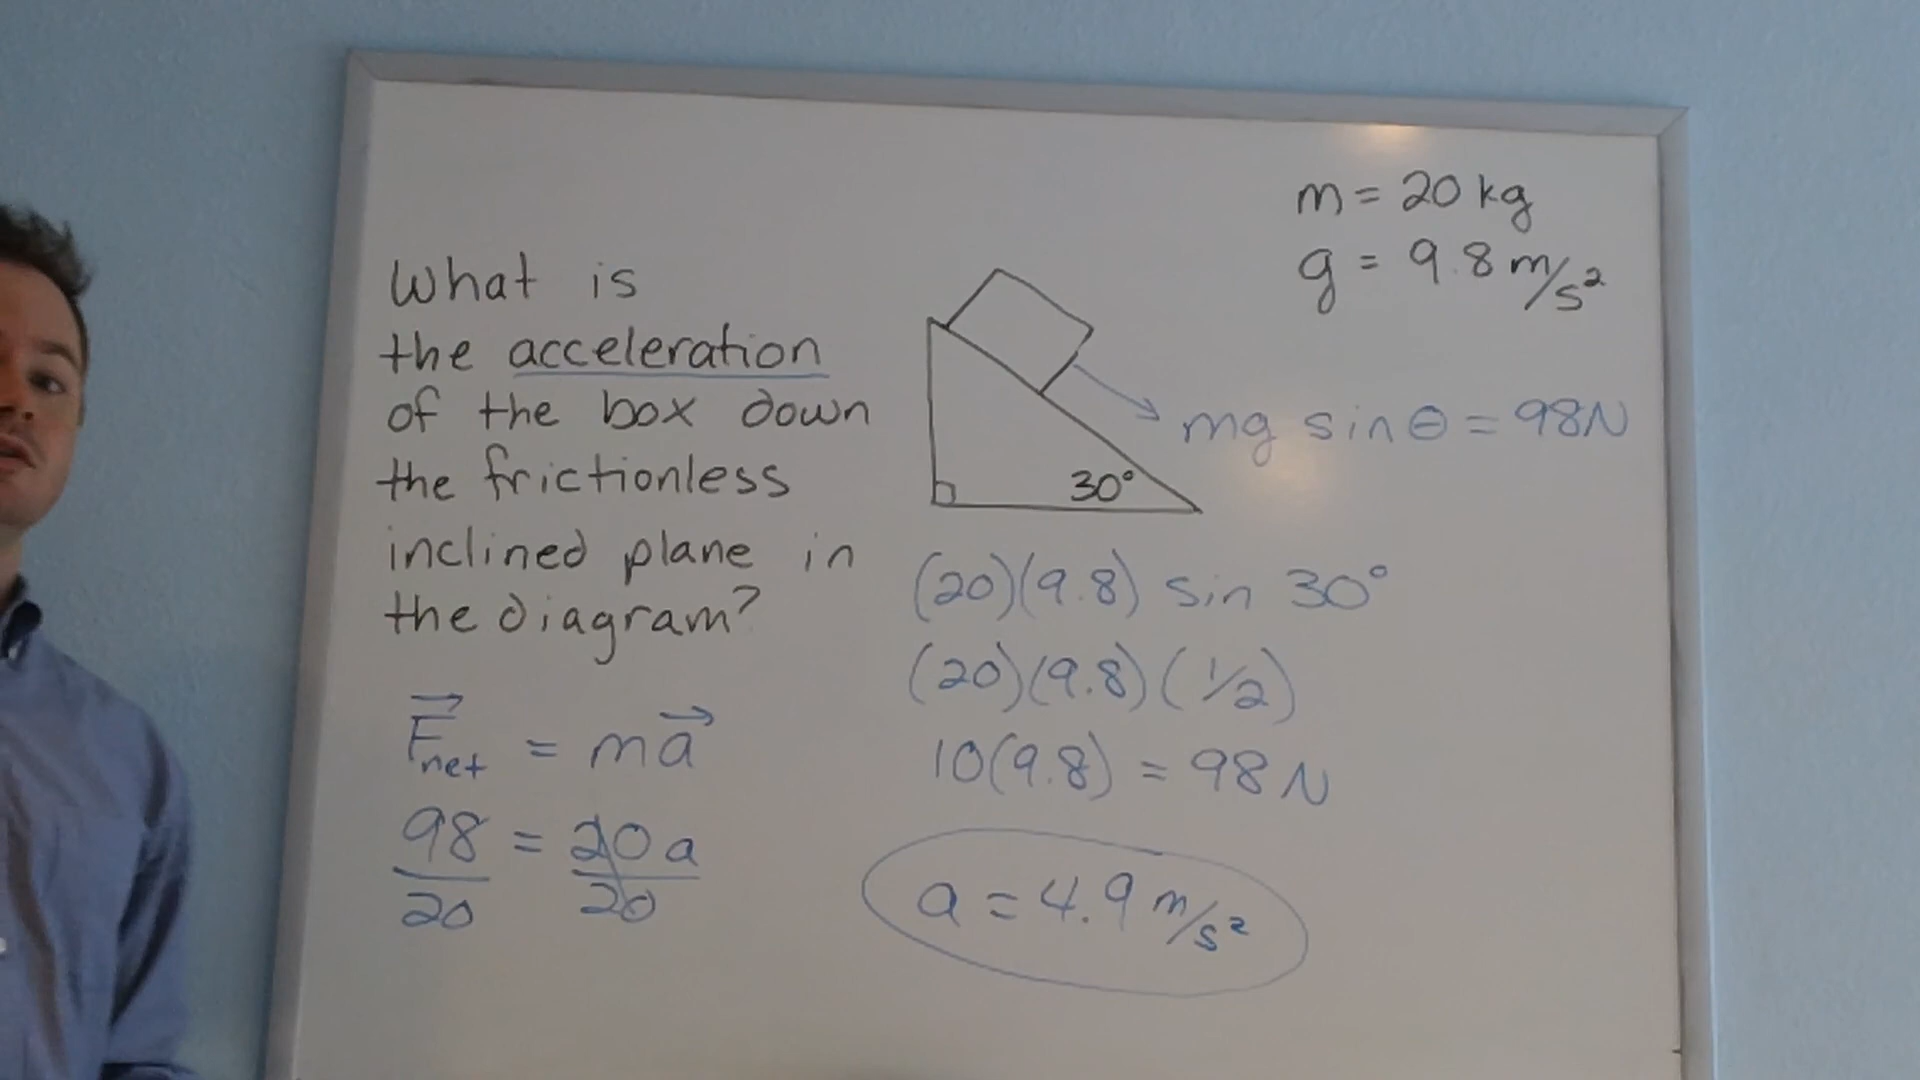 m = 20 kg
g = 9.8 m/s²
What is
the acceleration
of the box down
the frictionless
inclined plane in
the diagram?
30°
mg sin θ = 98N
(20)(9.8) sin 30°
(20)(9.8)(1/2)
10(9.8) = 98 N
F net = ma
98 = 20 a
20 20
a = 4.9 m/s²